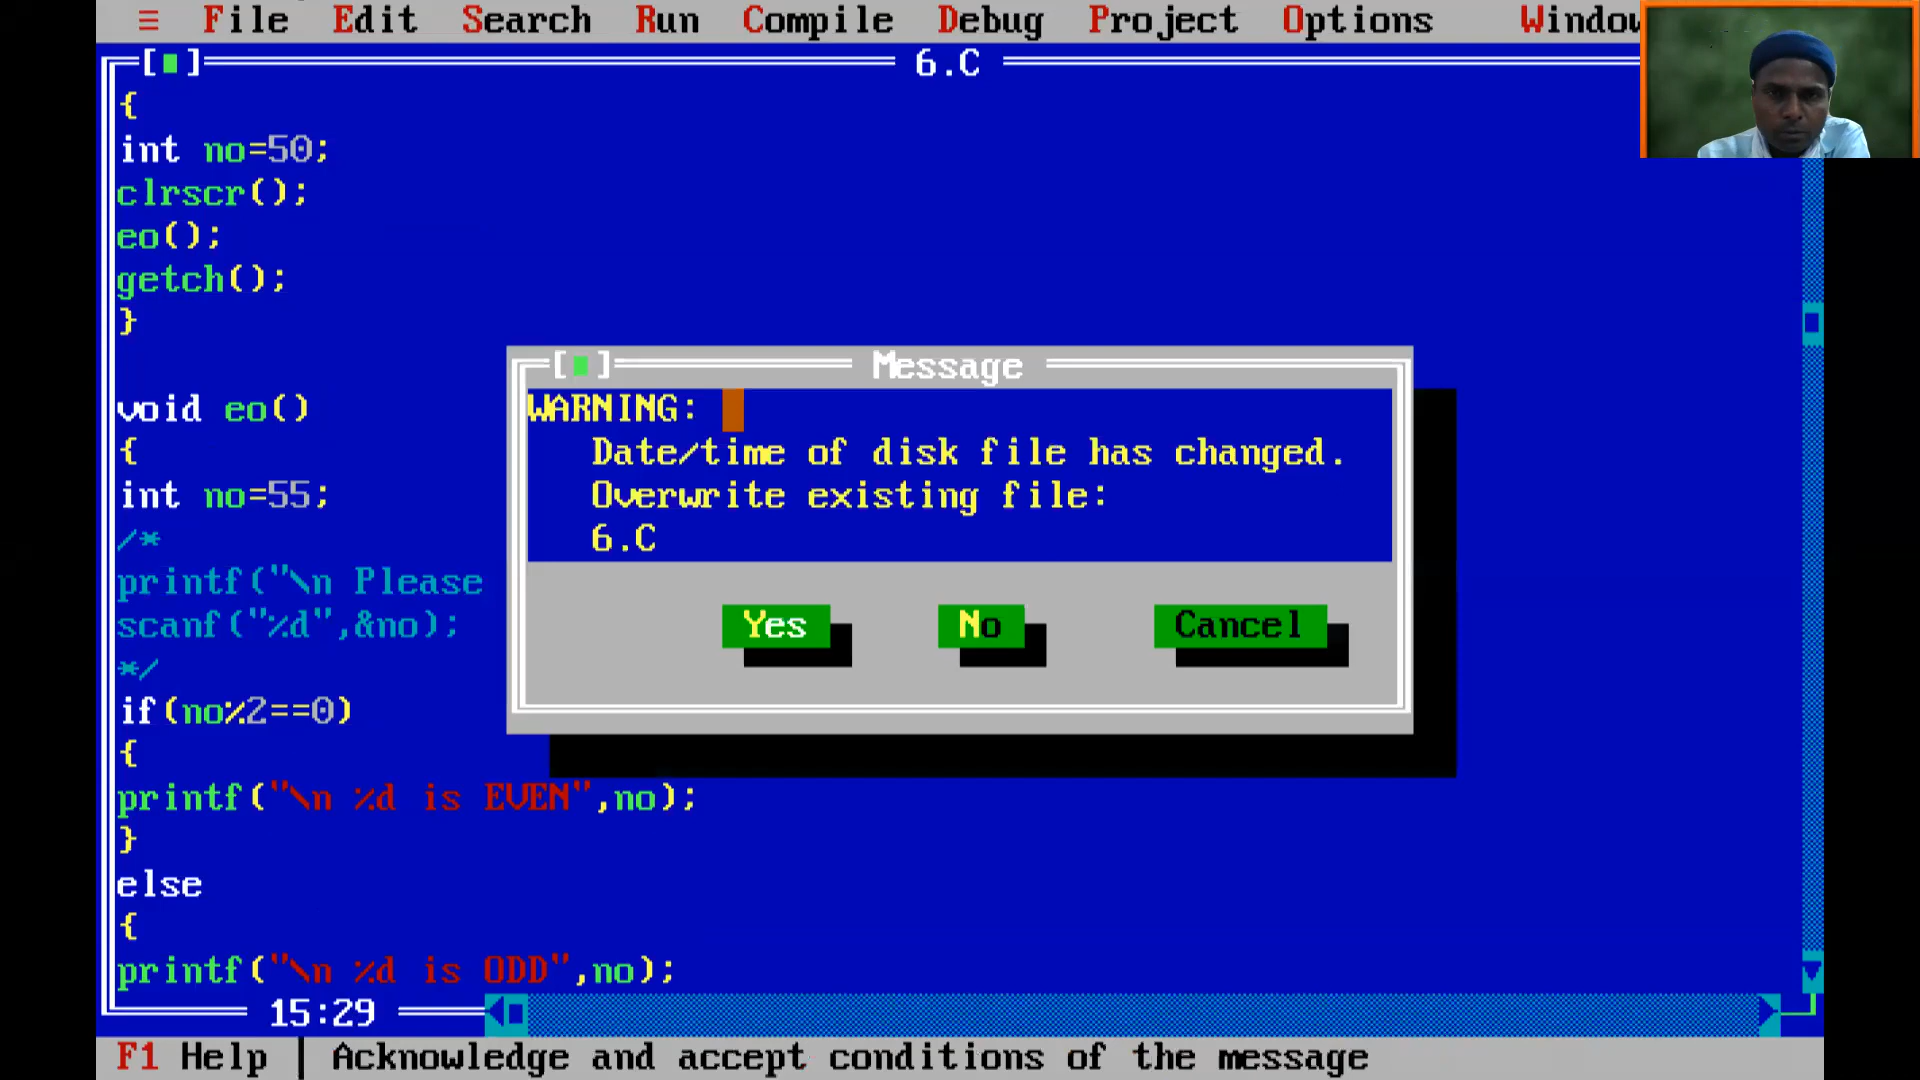 ≡ File Edit Search Run Compile Debug Project Options Window
[■] 6.C
{
int no=50;
clrscr();
eo();
getch();
}
void eo()
{
int no=55;
/*
printf("\n Please
scanf("%d",&no);
*/
if(no%2==0)
{
printf("\n %d is EVEN",no);
}
else
{
printf("\n %d is ODD",no);
[■] Message
WARNING:
Date/time of disk file has changed.
Overwrite existing file:
6.C
Yes No Cancel
15:29
F1 Help | Acknowledge and accept conditions of the message